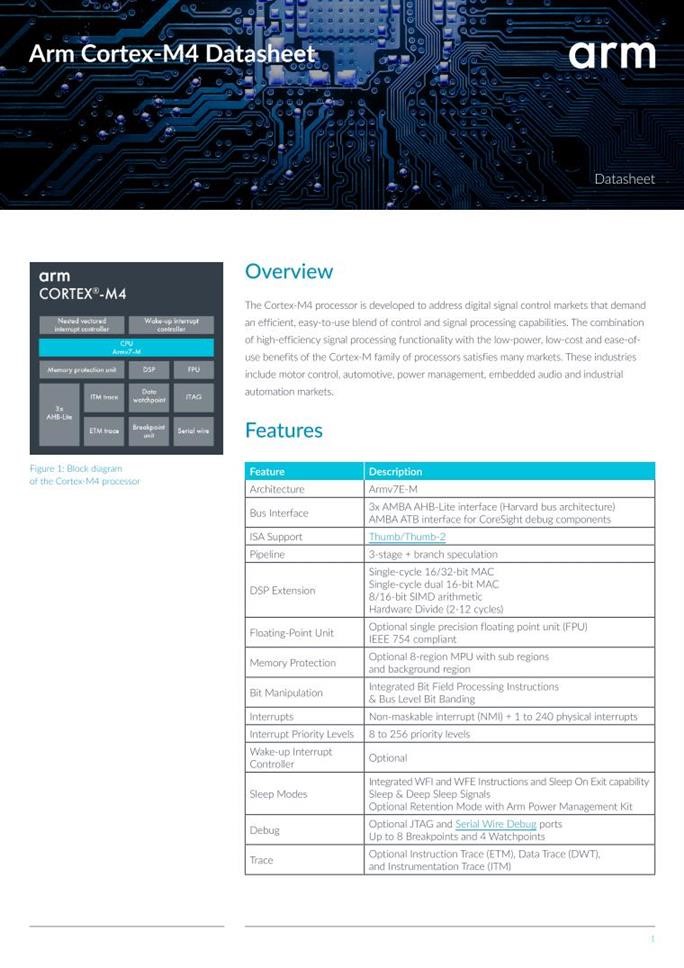 Arm Cortex-M4 Datasheet
arm
Datasheet
arm
CORTEX®-M4
Nested vectored
interrupt controller
Wake-up interrupt
controller
CPU
Armv7-M
Memory protection unit
DSP
FPU
3x
AHB-Lite
ITM trace
Data
watchpoint
JTAG
ETM trace
Breakpoint
unit
Serial wire
Figure 1: Block diagram
of the Cortex-M4 processor
Overview
The Cortex-M4 processor is developed to address digital signal control markets that demand
an efficient, easy-to-use blend of control and signal processing capabilities. The combination
of high-efficiency signal processing functionality with the low-power, low-cost and ease-of-
use benefits of the Cortex-M family of processors satisfies many markets. These industries
include motor control, automotive, power management, embedded audio and industrial
automation markets.
Features
Feature Description
Architecture Armv7E-M
Bus Interface 3x AMBA AHB-Lite interface (Harvard bus architecture)
AMBA ATB interface for CoreSight debug components
ISA Support Thumb/Thumb-2
Pipeline 3-stage + branch speculation
DSP Extension Single-cycle 16/32-bit MAC
Single-cycle dual 16-bit MAC
8/16-bit SIMD arithmetic
Hardware Divide (2-12 cycles)
Floating-Point Unit Optional single precision floating point unit (FPU)
IEEE 754 compliant
Memory Protection Optional 8-region MPU with sub regions
and background region
Bit Manipulation Integrated Bit Field Processing Instructions
& Bus Level Bit Banding
Interrupts Non-maskable interrupt (NMI) + 1 to 240 physical interrupts
Interrupt Priority Levels 8 to 256 priority levels
Wake-up Interrupt
Controller Optional
Sleep Modes Integrated WFI and WFE Instructions and Sleep On Exit capability
Sleep & Deep Sleep Signals
Optional Retention Mode with Arm Power Management Kit
Debug Optional JTAG and Serial Wire Debug ports
Up to 8 Breakpoints and 4 Watchpoints
Trace Optional Instruction Trace (ETM), Data Trace (DWT),
and Instrumentation Trace (ITM)
1